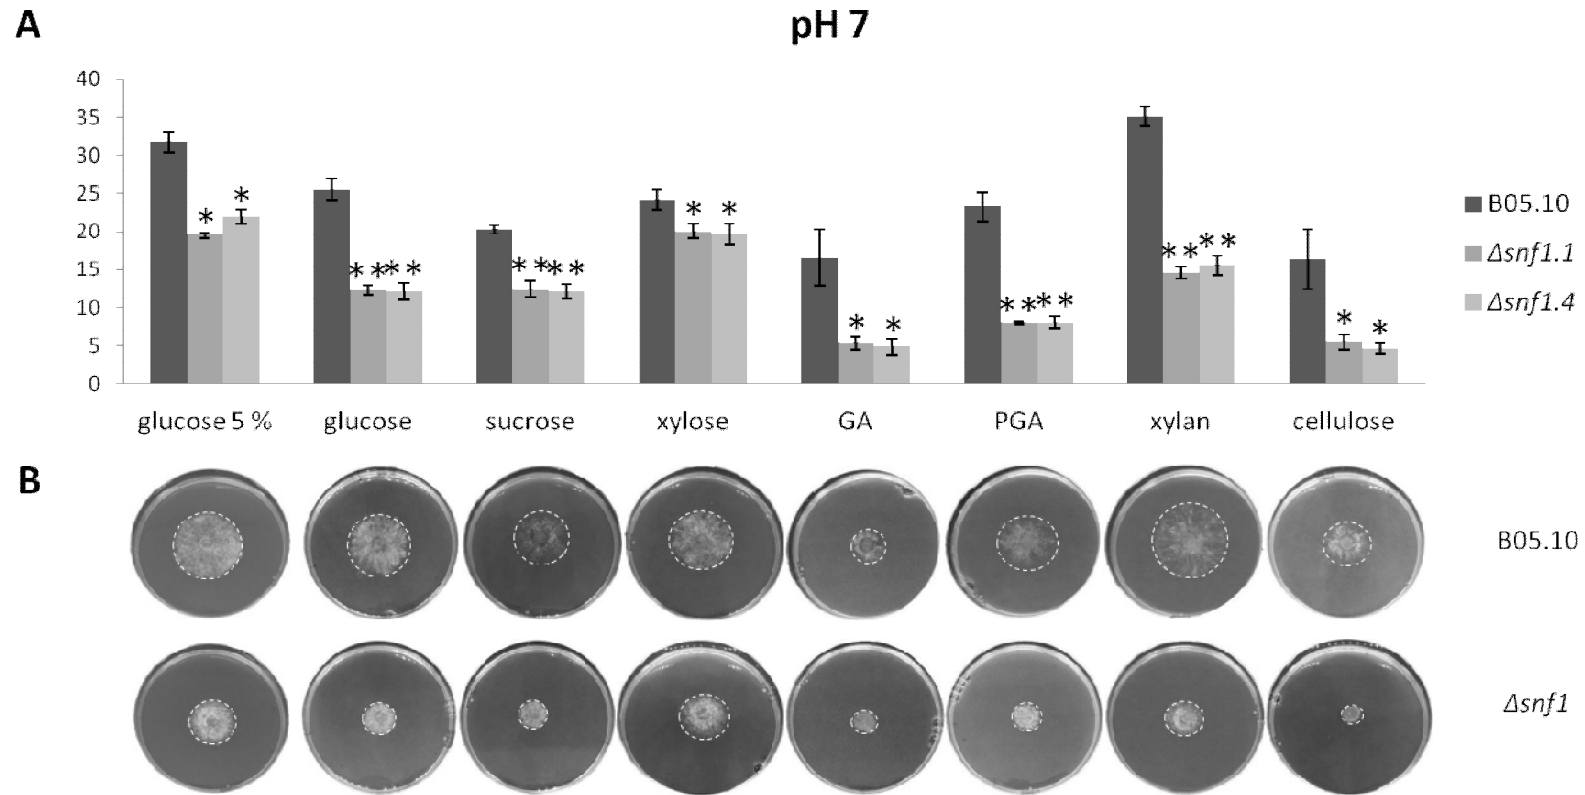 A
pH 7
40
35
30
25
20
15
10
5
0
* * * * * * * * * * * * * * * * * * * * * * * *
glucose 5 % glucose sucrose xylose GA PGA xylan cellulose
B05.10
Δsnf1.1
Δsnf1.4
B
B05.10
Δsnf1